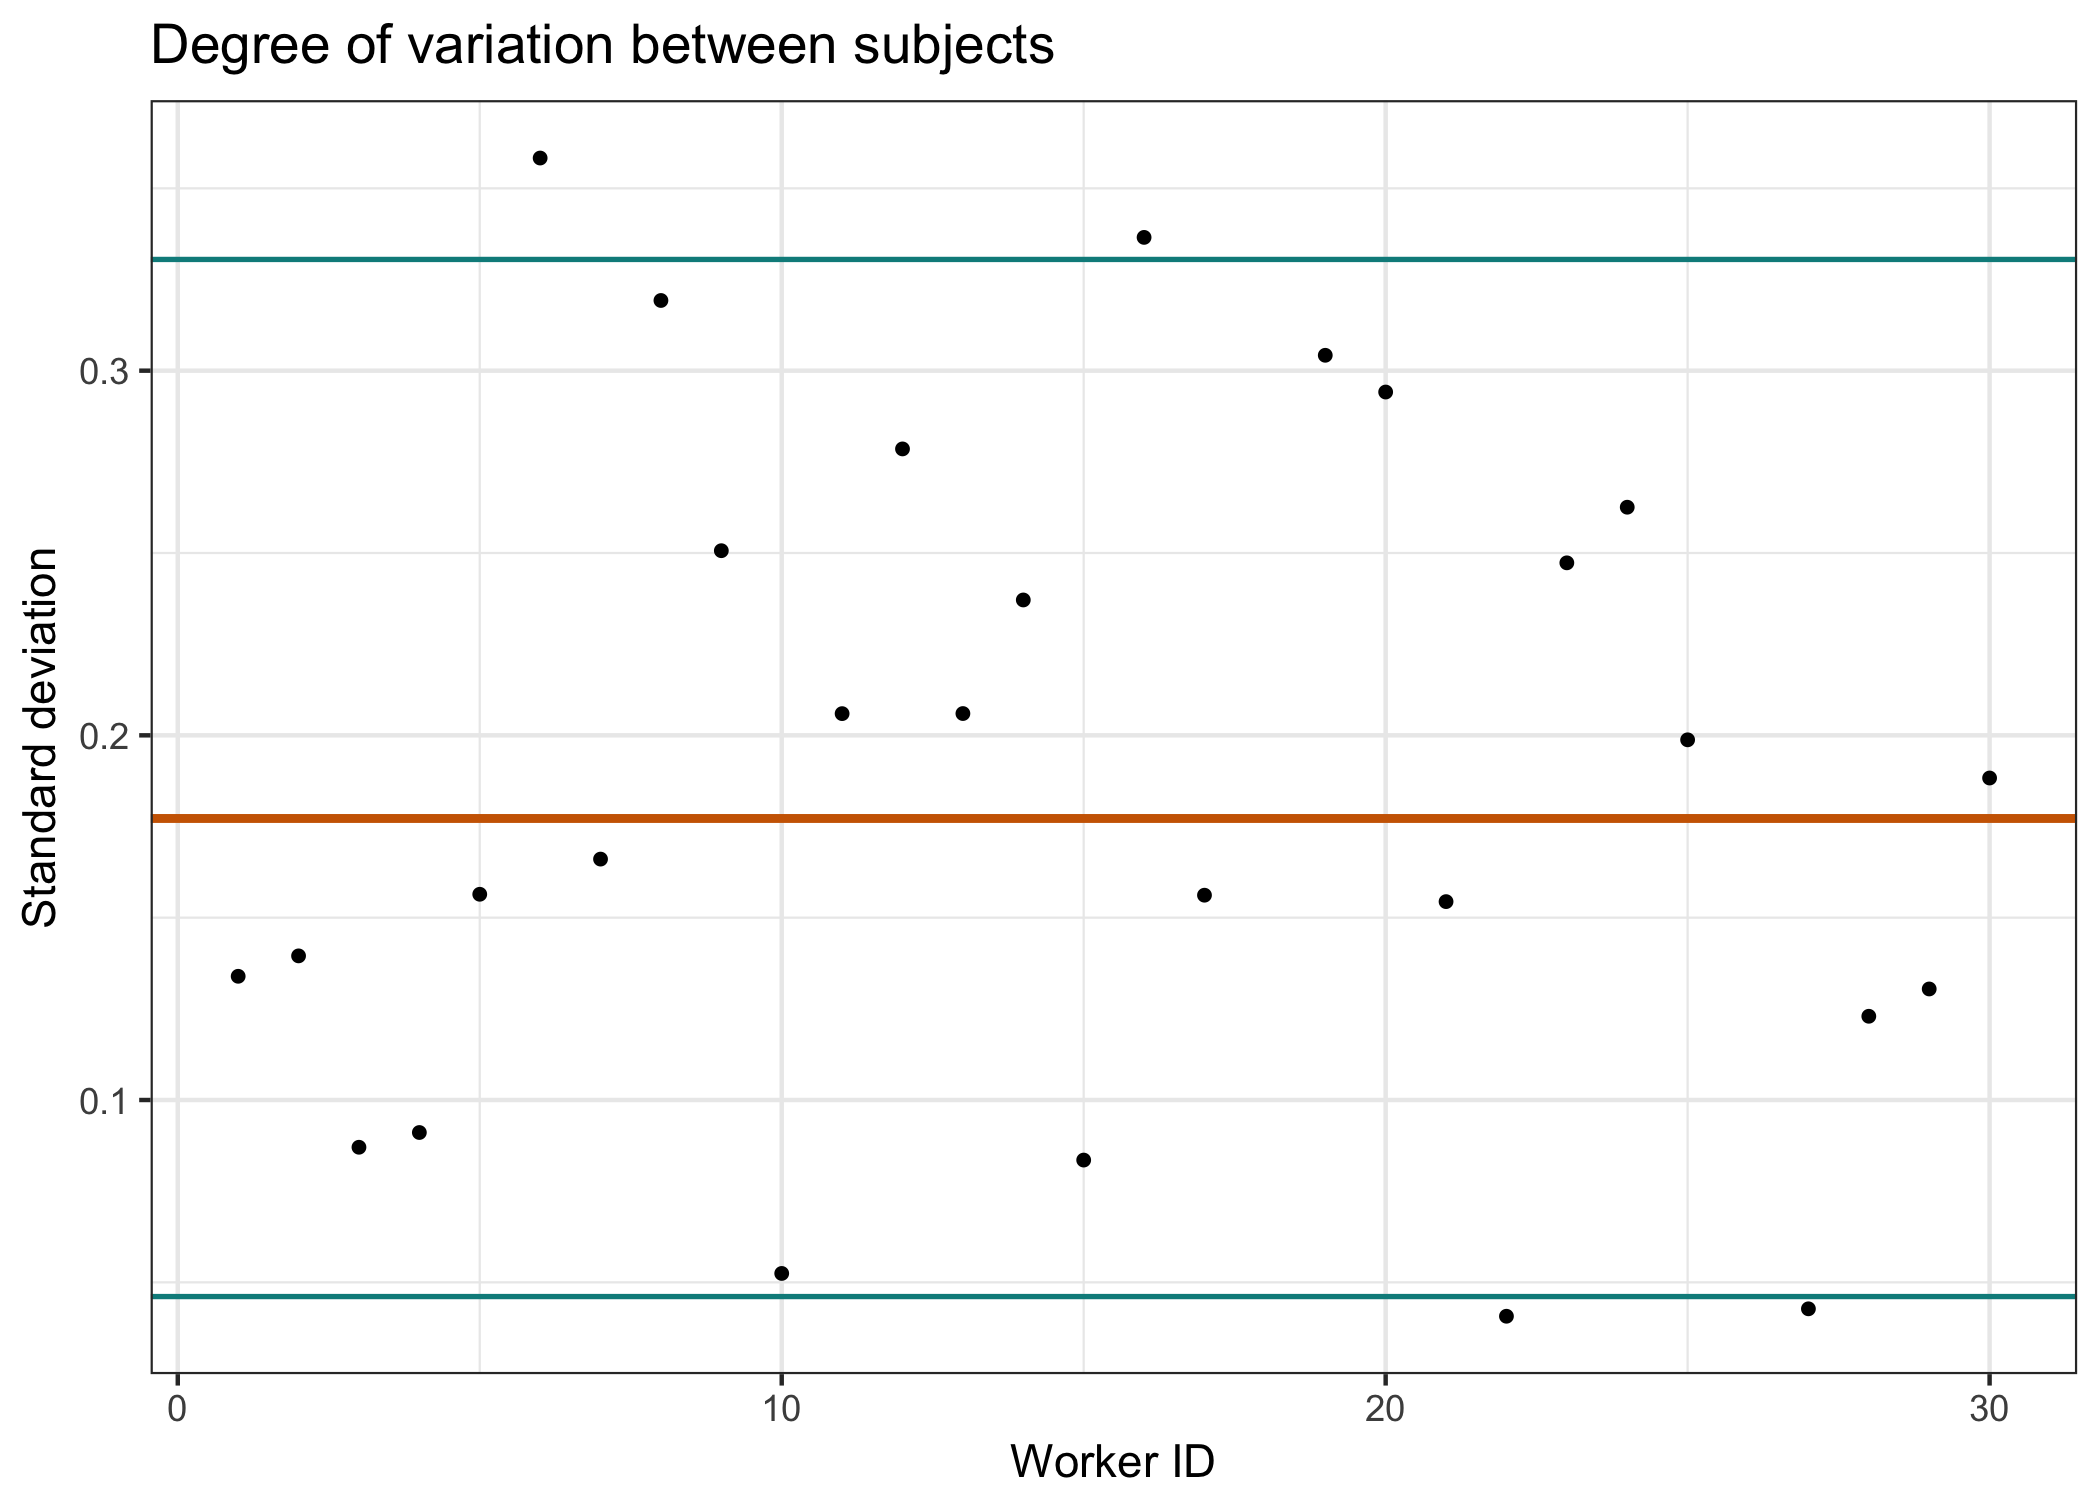 Degree of variation between subjects
Standard deviation
0.3
0.2
0.1
0
10
20
30
Worker ID